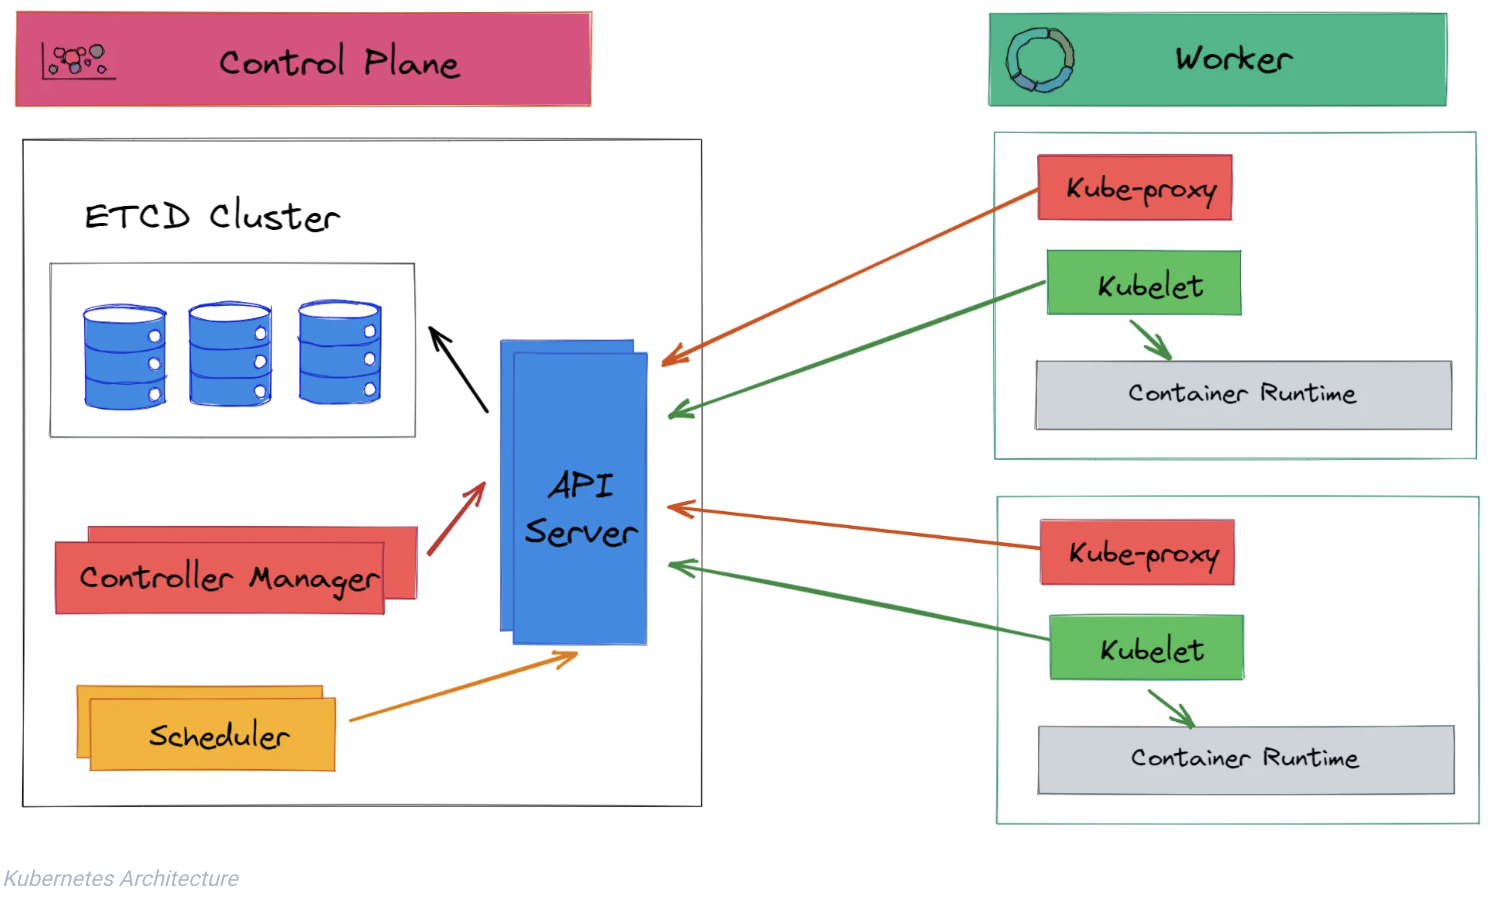 Control Plane
Worker
ETCD Cluster
API
Server
Controller Manager
Scheduler
Kube-proxy
Kubelet
Container Runtime
Kube-proxy
Kubelet
Container Runtime
Kubernetes Architecture